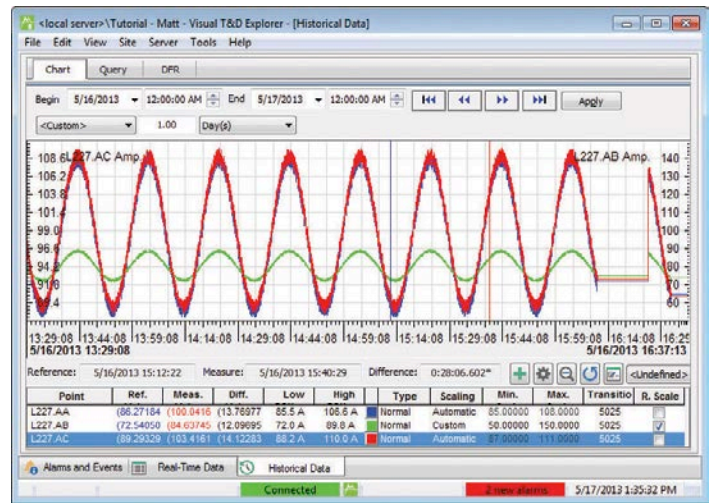 <local server>\Tutorial - Matt - Visual T&D Explorer - [Historical Data]
File Edit View Site Server Tools Help
Chart Query DFR
Begin 5/16/2013 12:00:00 AM End 5/17/2013 12:00:00 AM Apply
<Custom> 1.00 Day(s)
108.6 L227.AC Amp. L227.AB Amp. 140
106.2 130
103.8 120
101.4 110
99.0 100
96.6 90
94.2 80
91.8 70
89.4 60
13:29:08 13:44:08 13:59:08 14:14:08 14:29:08 14:44:08 14:59:08 15:14:08 15:29:08 15:44:08 15:59:08 16:14:08 16:29
5/16/2013 13:29:08 5/16/2013 16:37:13
Reference: 5/16/2013 15:12:22 Measure: 5/16/2013 15:40:29 Difference: 0:28:06.602* <Undefined>
Point Ref. Meas. Diff. Low High Type Scaling Min. Max. Transitio R. Scale
L227.AA (86.27184 (100.0416 (13.76977 85.5 A 106.6 A Normal Automatic 85.00000 108.0000 5025
L227.AB (72.54050 (84.63745 (12.09695 72.0 A 89.8 A Normal Custom 50.00000 150.0000 5025
L227.AC (89.29329 (103.4161 (14.12283 88.2 A 110.0 A Normal Automatic 87.00000 111.0000 5025
Alarms and Events Real-Time Data Historical Data
Connected 2 new alarms 5/17/2013 1:35:32 PM